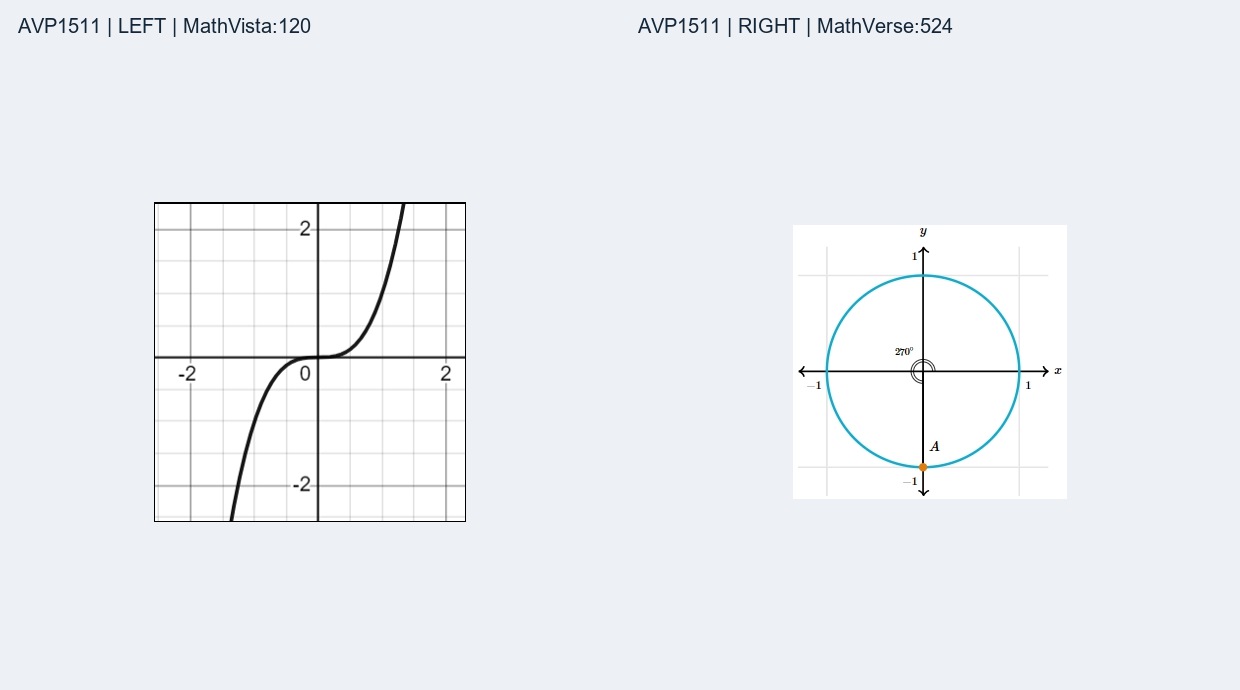 AVP1511 | LEFT | MathVista:120
AVP1511 | RIGHT | MathVerse:524
2
-2
0
2
-2
y
1
270°
x
−1
1
A
−1